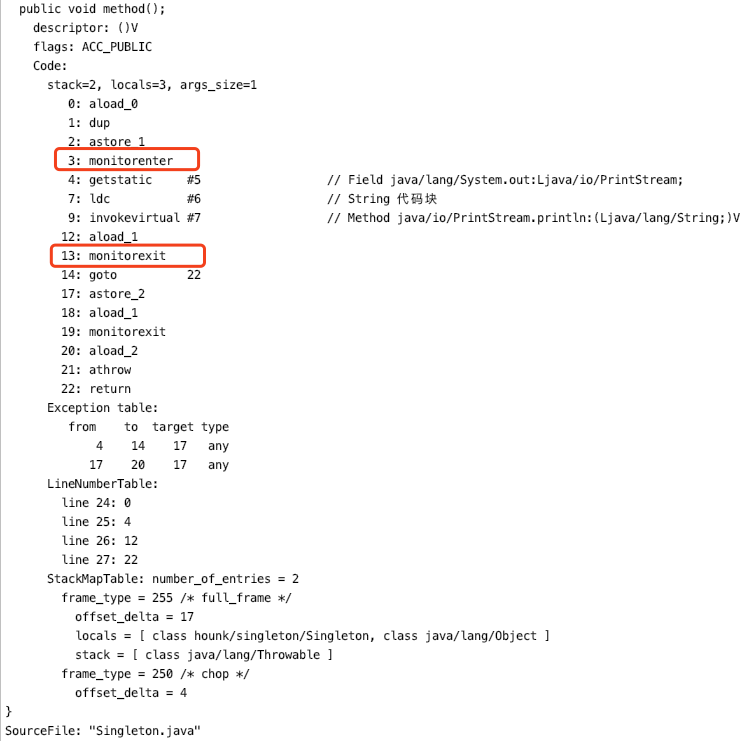 public void method();
descriptor: ()V
flags: ACC_PUBLIC
Code:
stack=2, locals=3, args_size=1
0: aload_0
1: dup
2: astore_1
3: monitorenter
4: getstatic #5 // Field java/lang/System.out:Ljava/io/PrintStream;
7: ldc #6 // String 代码块
9: invokevirtual #7 // Method java/io/PrintStream.println:(Ljava/lang/String;)V
12: aload_1
13: monitorexit
14: goto 22
17: astore_2
18: aload_1
19: monitorexit
20: aload_2
21: athrow
22: return
Exception table:
from to target type
4 14 17 any
17 20 17 any
LineNumberTable:
line 24: 0
line 25: 4
line 26: 12
line 27: 22
StackMapTable: number_of_entries = 2
frame_type = 255 /* full_frame */
offset_delta = 17
locals = [ class hounk/singleton/Singleton, class java/lang/Object ]
stack = [ class java/lang/Throwable ]
frame_type = 250 /* chop */
offset_delta = 4
}
SourceFile: "Singleton.java"